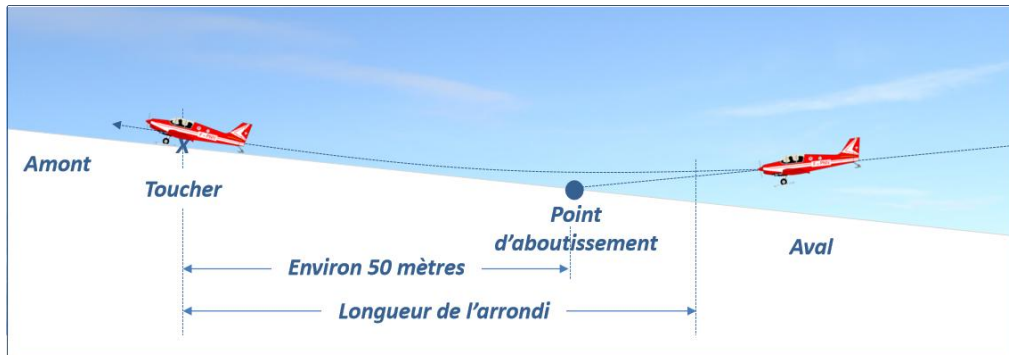 Amont
Toucher
Point
d'aboutissement
Aval
Environ 50 mètres
Longueur de l'arrondi